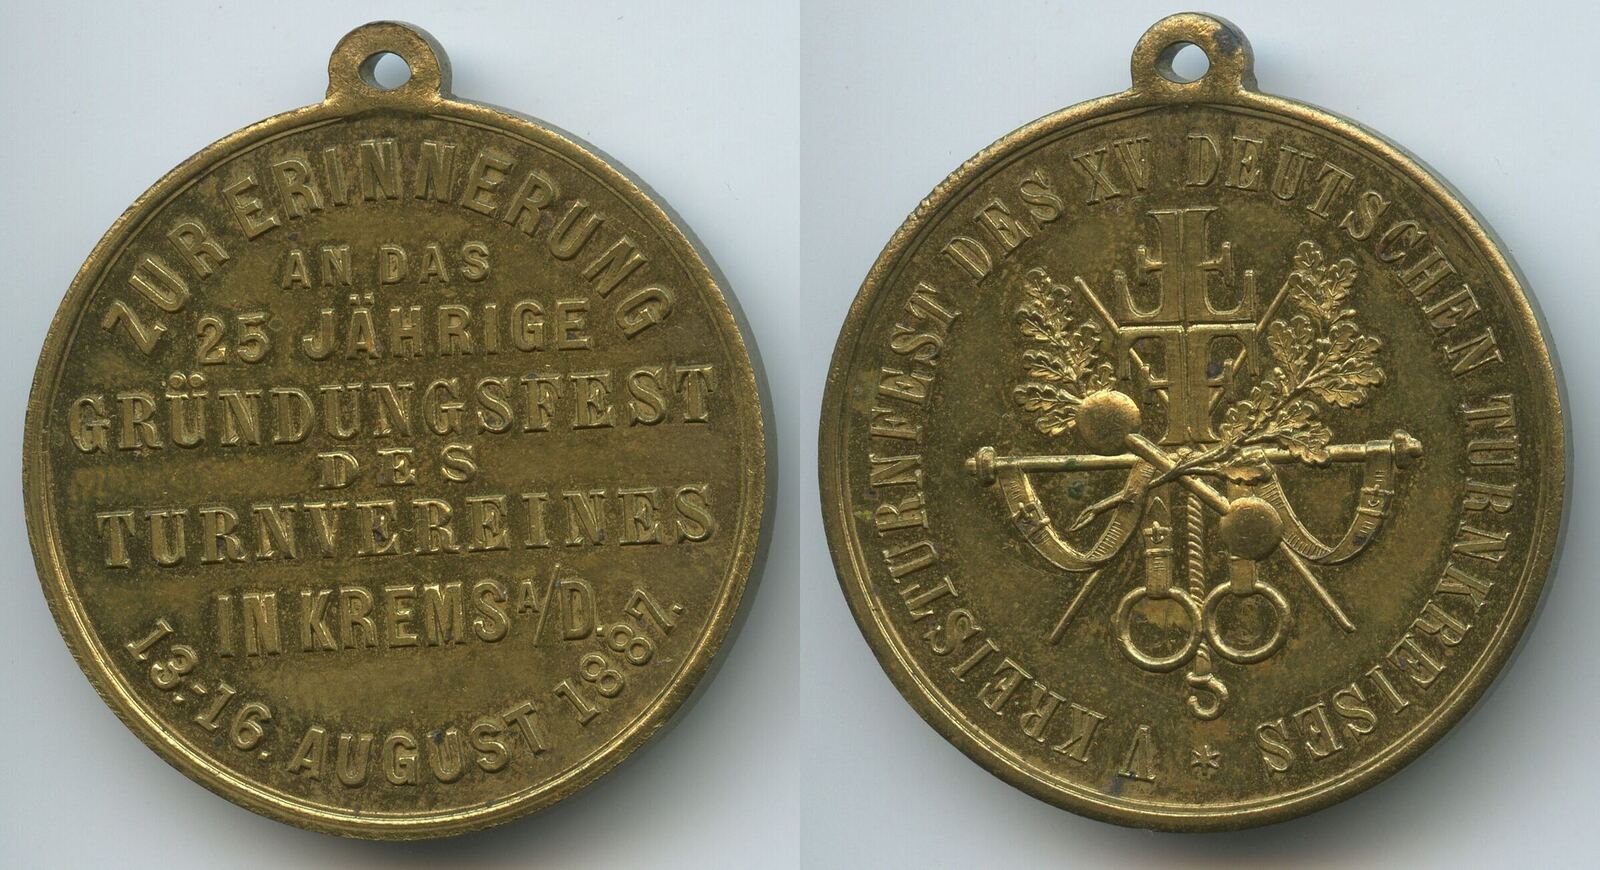 ZUR ERINNERUNG
AN DAS
25 JÄHRIGE
GRÜNDUNGSFEST
DES
TURNVEREINES
IN KREMS A/D.
13.-16. AUGUST 1887.
V KREISTURNFEST DES XV DEUTSCHEN TURNKREISES *